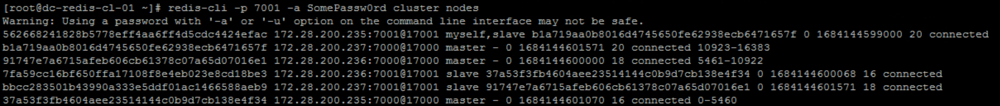 [root@dc-redis-cl-01 ~]# redis-cli -p 7001 -a SomePassw0rd cluster nodes
Warning: Using a password with '-a' or '-u' option on the command line interface may not be safe.
562668241828b5778eff4aa6ff4d5cdc4424efac 172.28.200.235:7001@17001 myself,slave b1a719aa0b8016d4745650fe62938ecb6471657f 0 1684144599000 20 connected
b1a719aa0b8016d4745650fe62938ecb6471657f 172.28.200.237:7000@17000 master - 0 1684144601571 20 connected 10923-16383
91747e7a6715afeb606cb61378c07a65d07016e1 172.28.200.236:7000@17000 master - 0 1684144600000 18 connected 5461-10922
7fa59cc16bf650ffa17108f8e4eb023e8cd18be3 172.28.200.236:7001@17001 slave 37a53f3fb4604aee23514144c0b9d7cb138e4f34 0 1684144600068 16 connected
bbcc283501b43990a333e5ddf01ac1466588aeb9 172.28.200.237:7001@17001 slave 91747e7a6715afeb606cb61378c07a65d07016e1 0 1684144601571 18 connected
37a53f3fb4604aee23514144c0b9d7cb138e4f34 172.28.200.235:7000@17000 master - 0 1684144601070 16 connected 0-5460